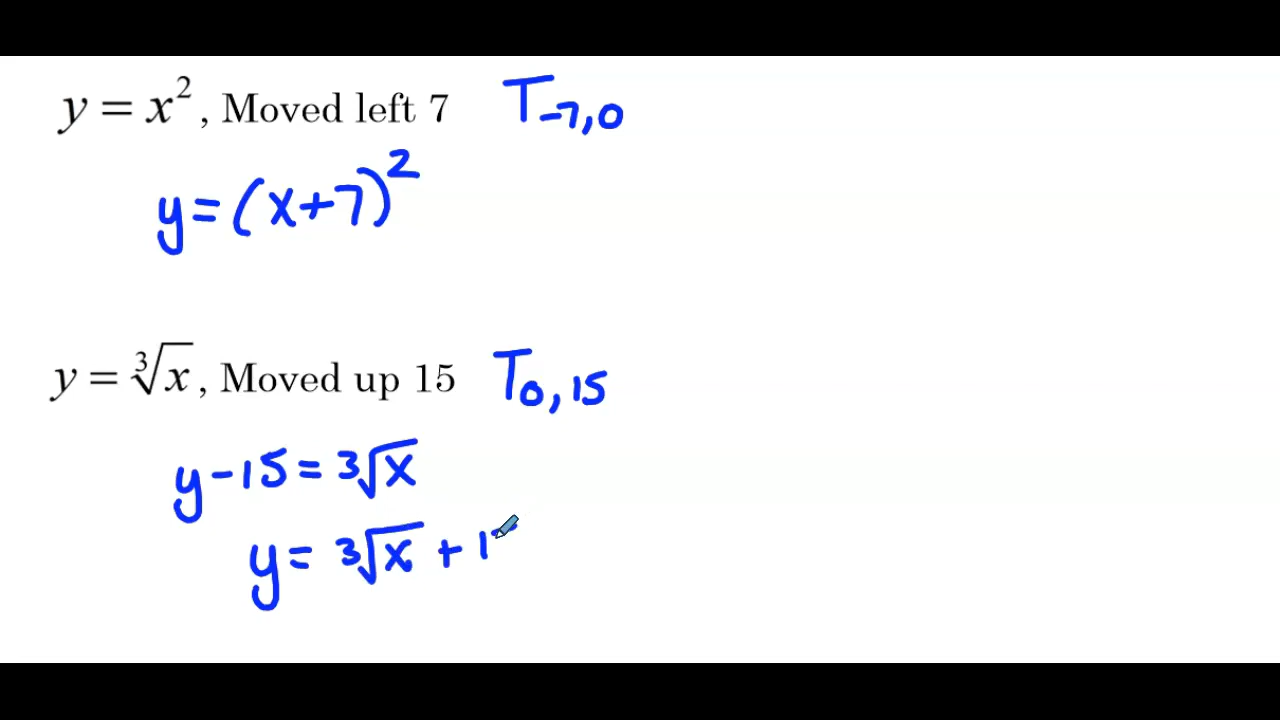 y = x², Moved left 7 T₋₇,₀
y = (x+7)²
y = ∛x, Moved up 15 T₀,₁₅
y - 15 = ∛x
y = ∛x + 1